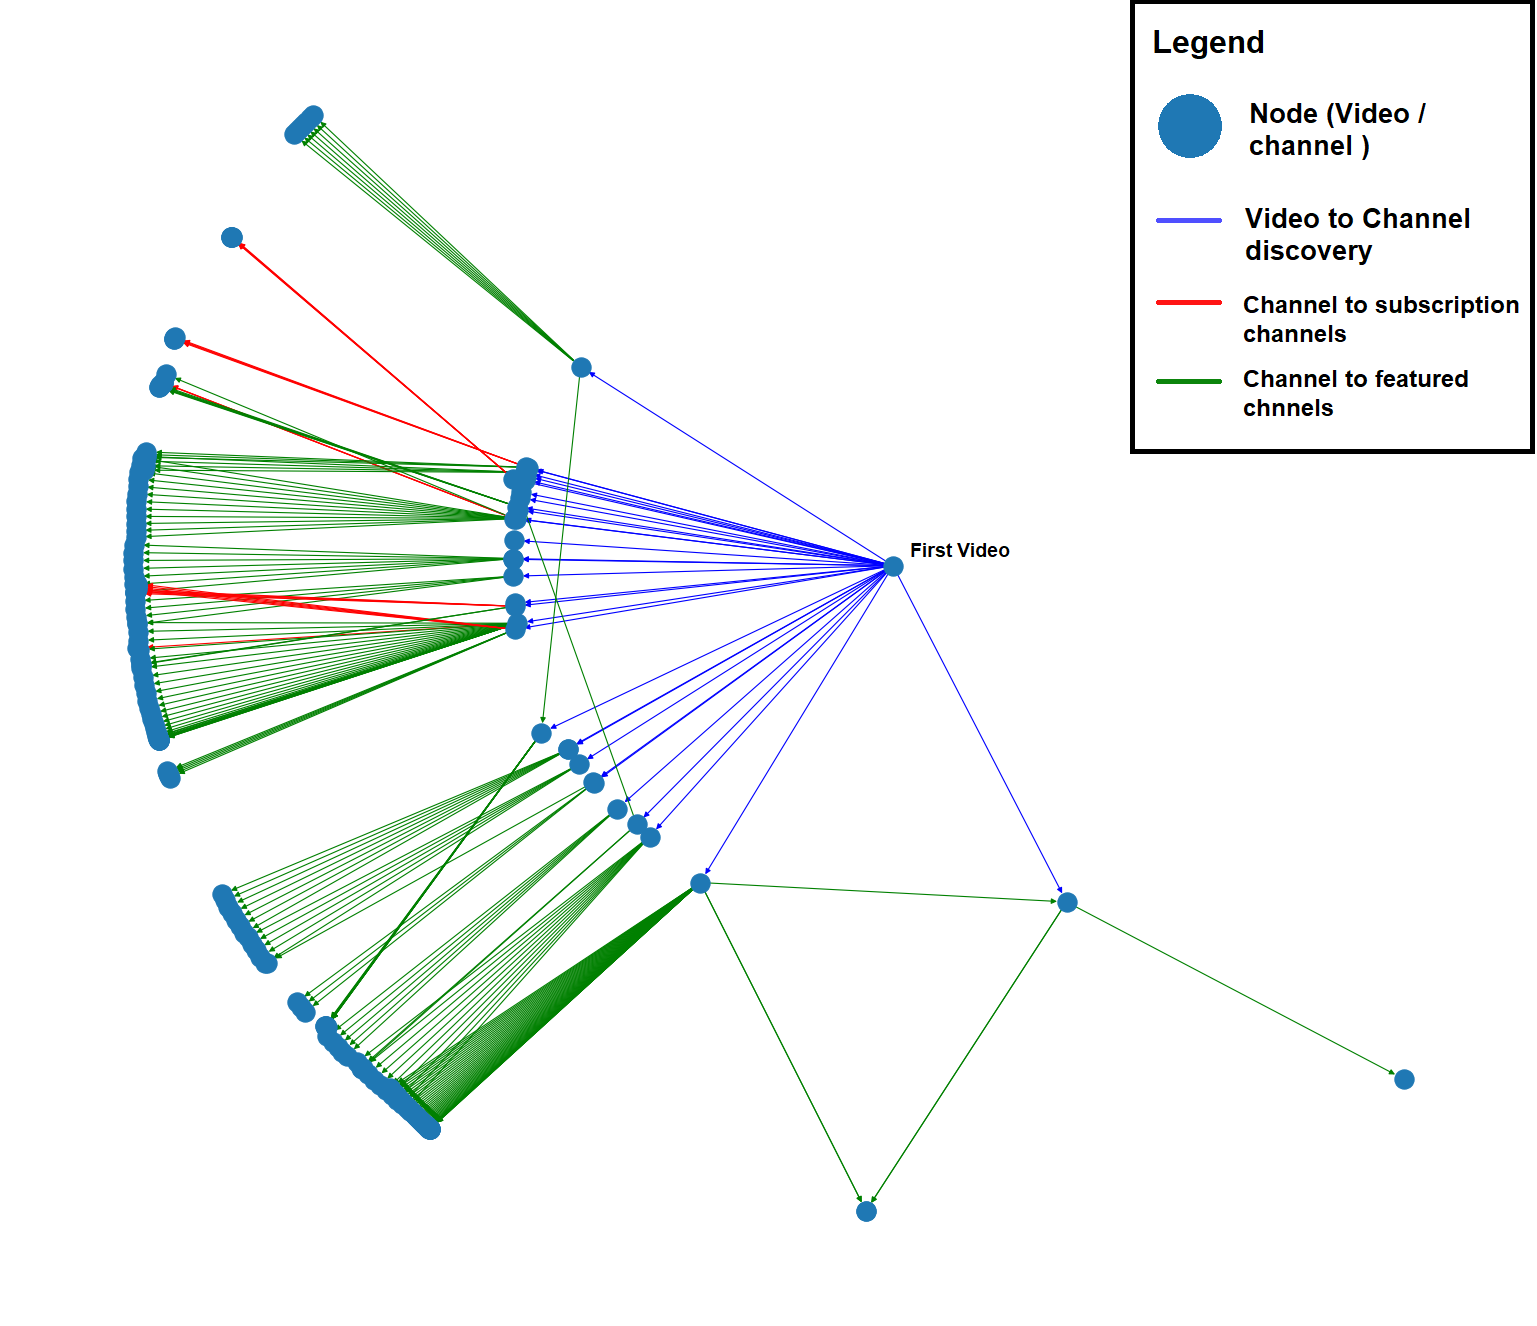 Legend
Node (Video /
channel )
Video to Channel
discovery
Channel to subscription
channels
Channel to featured
chnnels
First Video